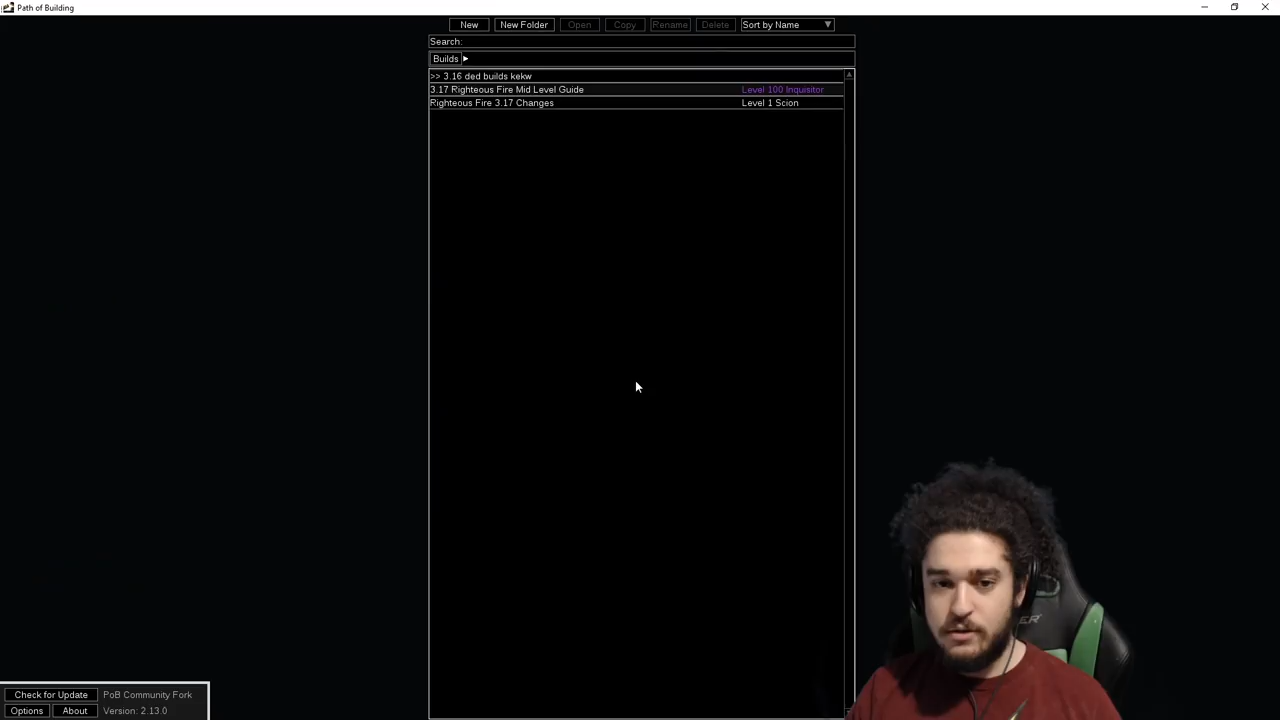 Path of Building
New New Folder Open Copy Rename Delete Sort by Name
Search:
Builds
>> 3.16 ded builds kekw
3.17 Righteous Fire Mid Level Guide Level 100 Inquisitor
Righteous Fire 3.17 Changes Level 1 Scion
Check for Update PoB Community Fork
Options About Version: 2.13.0